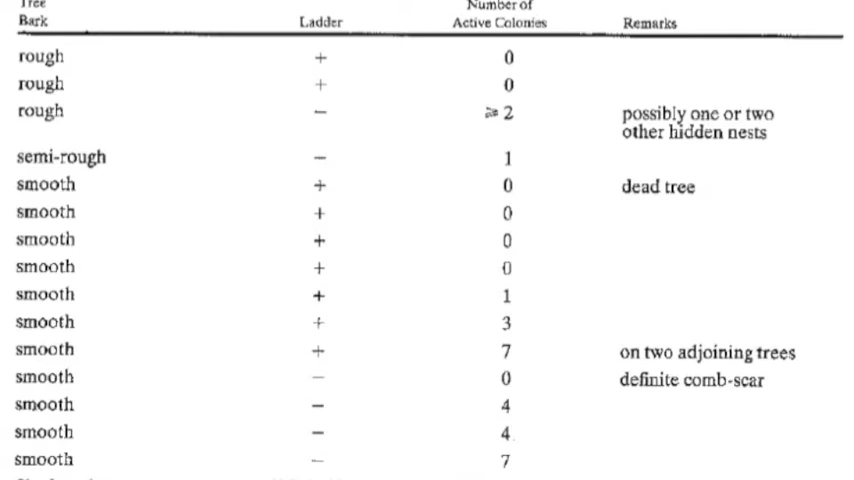 Tree Number of
Bark Ladder Active Colonies Remarks
rough + 0
rough + 0
rough − ⩾ 2 possibly one or two
other hidden nests
semi-rough − 1
smooth + 0 dead tree
smooth + 0
smooth + 0
smooth + 0
smooth + 1
smooth + 3
smooth + 7 on two adjoining trees
smooth − 0 definite comb-scar
smooth − 4
smooth − 4
smooth − 7